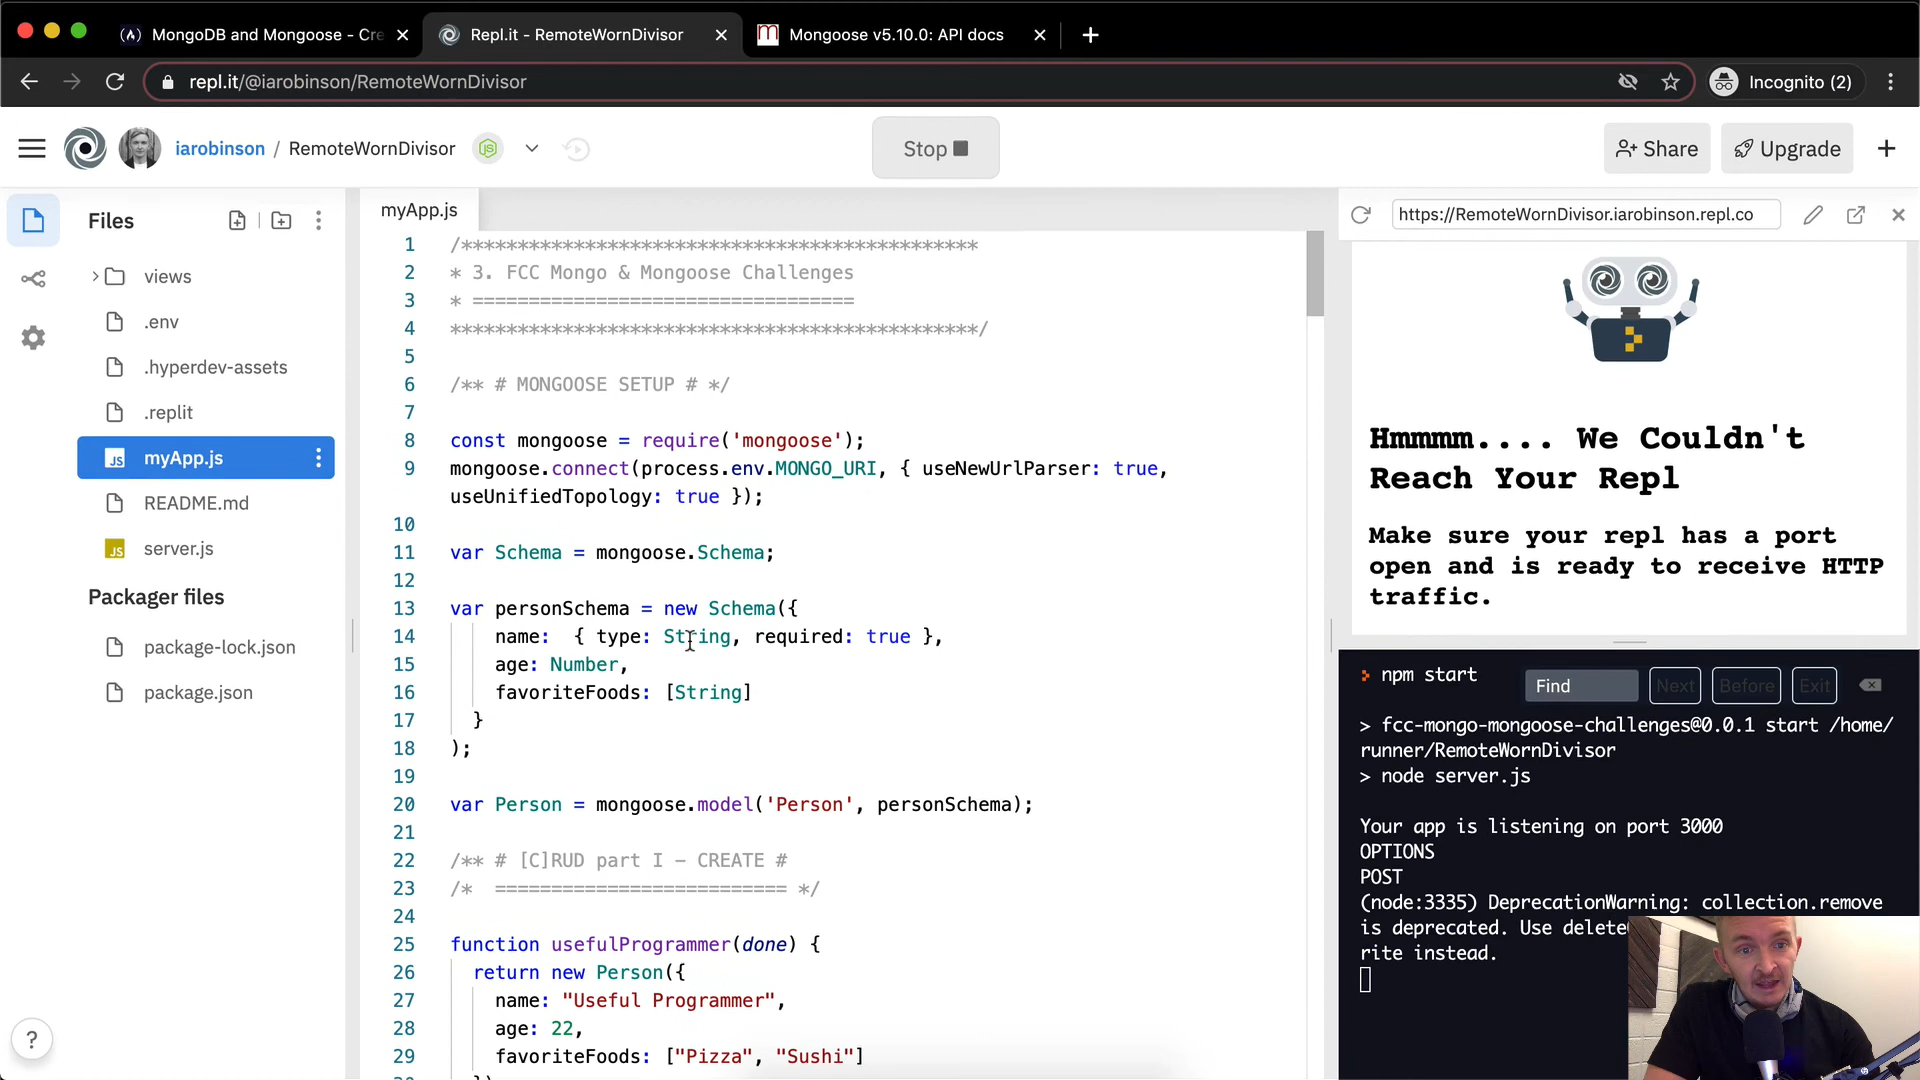 MongoDB and Mongoose - Cre
Repl.it - RemoteWornDivisor
Mongoose v5.10.0: API docs
repl.it/@iarobinson/RemoteWornDivisor
Incognito (2)
iarobinson / RemoteWornDivisor
Stop
Share
Upgrade
Files
views
.env
.hyperdev-assets
.replit
myApp.js
README.md
server.js
Packager files
package-lock.json
package.json
myApp.js
1 /**********************************************
2 * 3. FCC Mongo & Mongoose Challenges
3 * ==================================
4 ***********************************************/
5
6 /** # MONGOOSE SETUP # */
7
8 const mongoose = require('mongoose');
9 mongoose.connect(process.env.MONGO_URI, { useNewUrlParser: true,
useUnifiedTopology: true });
10
11 var Schema = mongoose.Schema;
12
13 var personSchema = new Schema({
14 name: { type: String, required: true },
15 age: Number,
16 favoriteFoods: [String]
17 }
18 );
19
20 var Person = mongoose.model('Person', personSchema);
21
22 /** # [C]RUD part I - CREATE #
23 /* ========================== */
24
25 function usefulProgrammer(done) {
26 return new Person({
27 name: "Useful Programmer",
28 age: 22,
29 favoriteFoods: ["Pizza", "Sushi"]
https://RemoteWornDivisor.iarobinson.repl.co
Hmmmm.... We Couldn't
Reach Your Repl
Make sure your repl has a port
open and is ready to receive HTTP
traffic.
npm start
Find
Next
Before
Exit
> fcc-mongo-mongoose-challenges@0.0.1 start /home/
runner/RemoteWornDivisor
> node server.js
Your app is listening on port 3000
OPTIONS
POST
(node:3335) DeprecationWarning: collection.remove
is deprecated. Use delete
rite instead.